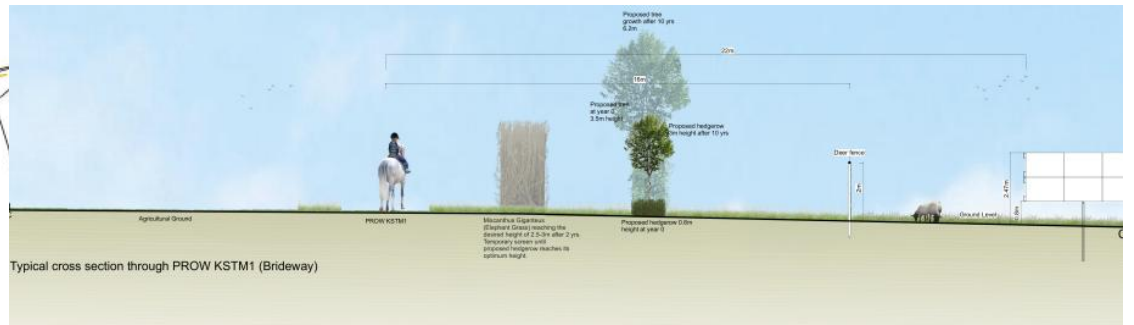 Proposed tree
growth after 10 yrs
6.2m
22m
16m
Proposed tree
at year 0
3.5m height
Proposed hedgerow
3m height after 10 yrs
Deer fence
2m
2.47m
0.8m
Ground Level
Agricultural Ground
PROW KSTM1
Miscanthus Giganteus
(Elephant Grass) reaching the
desired height of 2.5-3m after 2 yrs.
Temporary screen until
proposed hedgerow reaches its
optimum height.
Proposed hedgerow 0.6m
height at year 0
Typical cross section through PROW KSTM1 (Brideway)